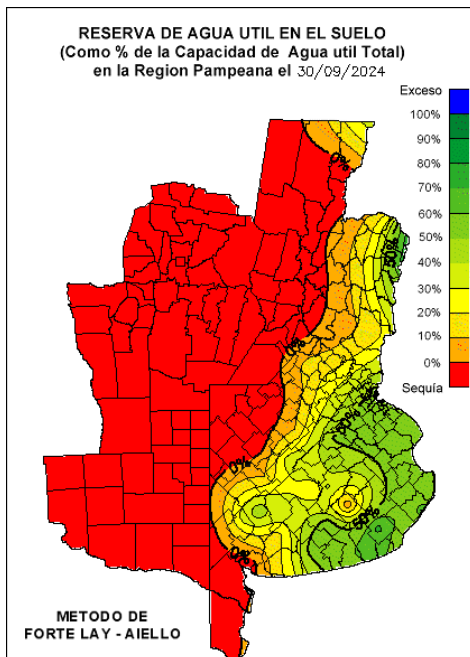 RESERVA DE AGUA UTIL EN EL SUELO
(Como % de la Capacidad de Agua util Total)
en la Region Pampeana el 30/09/2024
Exceso
100%
90%
80%
70%
60%
50%
40%
30%
20%
10%
0%
Sequía
0%
50%
0%
50%
0%
50%
0%
METODO DE
FORTE LAY - AIELLO